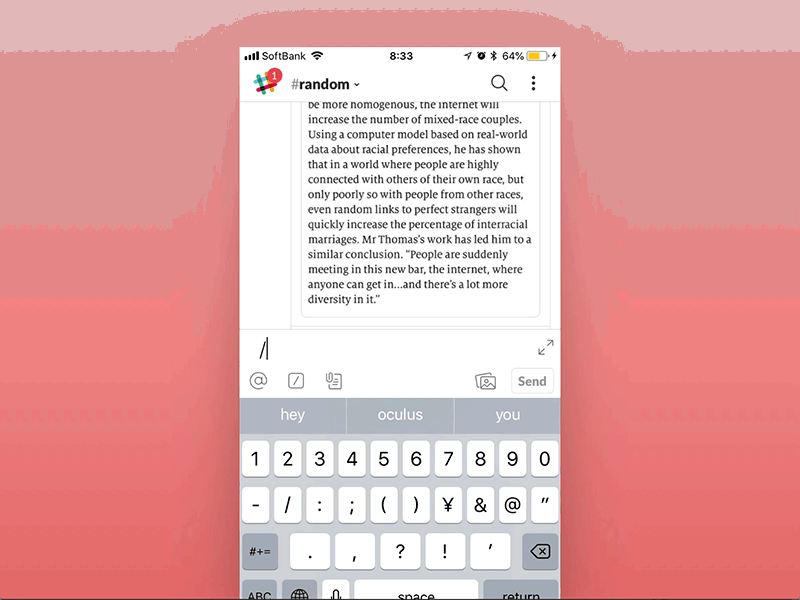 SoftBank 8:33 64%
1 #random
be more homogenous, the internet will
increase the number of mixed-race couples.
Using a computer model based on real-world
data about racial preferences, he has shown
that in a world where people are highly
connected with others of their own race, but
only poorly so with people from other races,
even random links to perfect strangers will
quickly increase the percentage of interracial
marriages. Mr Thomas's work has led him to a
similar conclusion. “People are suddenly
meeting in this new bar, the internet, where
anyone can get in...and there's a lot more
diversity in it.”
/
@ / Send
hey oculus you
1 2 3 4 5 6 7 8 9 0
- / : ; ( ) ¥ & @ ”
#+= . , ? ! ’
ABC space return